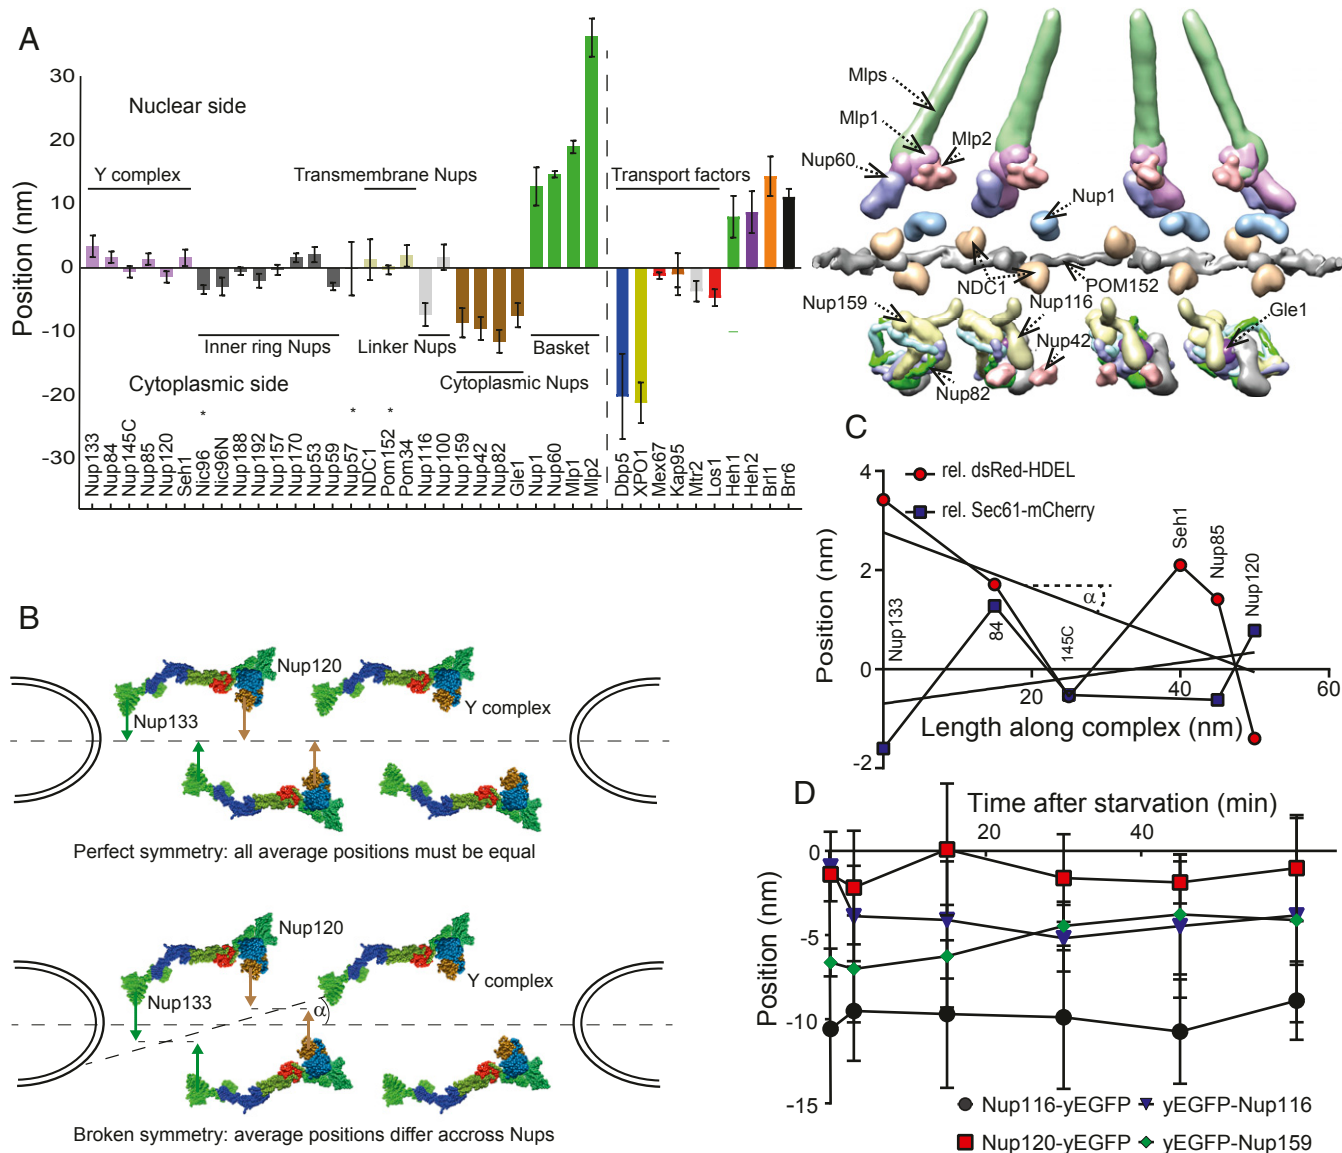 A
Position (nm)
30
20
10
0
-10
-20
-30
Nuclear side
Y complex
Transmembrane Nups
Transport factors
Inner ring Nups
Linker Nups
Basket
Cytoplasmic side
Cytoplasmic Nups
* * *
Nup133
Nup84
Nup145C
Nup85
Nup120
Seh1
Nic96
Nic96N
Nup188
Nup192
Nup157
Nup170
Nup53
Nup59
Nup57
NDC1
Pom152
Pom34
Nup116
Nup100
Nup159
Nup42
Nup82
Gle1
Nup1
Nup60
Mlp1
Mlp2
Dbp5
XPO1
Mex67
Kap95
Mtr2
Los1
Heh1
Heh2
Brl1
Brr6
Mlps
Mlp1
Mlp2
Nup60
Nup1
NDC1
POM152
Nup159
Nup116
Gle1
Nup42
Nup82
B
Nup120
Nup133
Y complex
Perfect symmetry: all average positions must be equal
Nup120
Y complex
Nup133
α
Broken symmetry: average positions differ accross Nups
C
Position (nm)
4
2
0
-2
rel. dsRed-HDEL
rel. Sec61-mCherry
Nup133
84
145C
Seh1
Nup85
Nup120
α
20
40
60
Length along complex (nm)
D
Time after starvation (min)
20
40
Position (nm)
0
-5
-10
-15
Nup116-yEGFP
yEGFP-Nup116
Nup120-yEGFP
yEGFP-Nup159